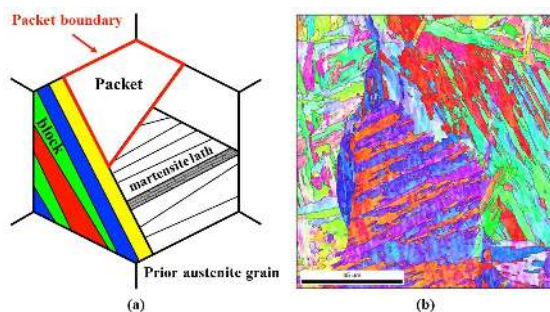 Packet boundary
Packet
block
martensite lath
Prior austenite grain
(a)
(b)